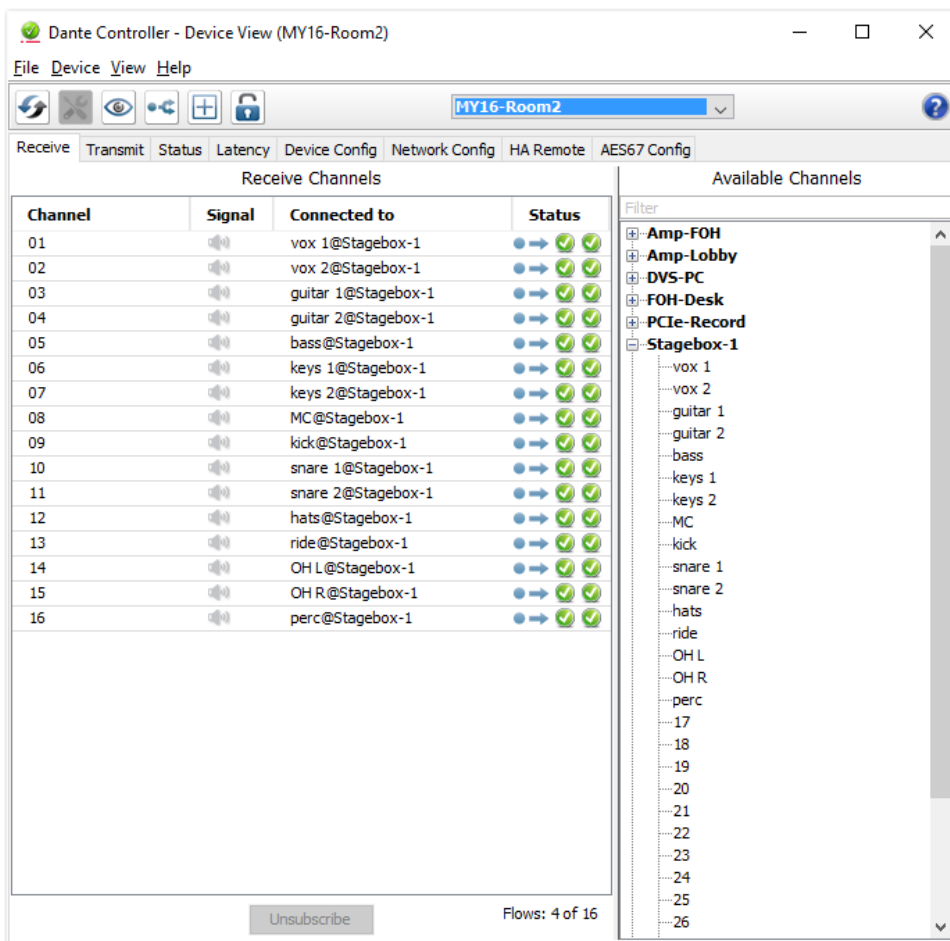 Dante Controller - Device View (MY16-Room2)
File Device View Help
MY16-Room2
Receive Transmit Status Latency Device Config Network Config HA Remote AES67 Config
Receive Channels
Channel Signal Connected to Status
01 vox 1@Stagebox-1
02 vox 2@Stagebox-1
03 guitar 1@Stagebox-1
04 guitar 2@Stagebox-1
05 bass@Stagebox-1
06 keys 1@Stagebox-1
07 keys 2@Stagebox-1
08 MC@Stagebox-1
09 kick@Stagebox-1
10 snare 1@Stagebox-1
11 snare 2@Stagebox-1
12 hats@Stagebox-1
13 ride@Stagebox-1
14 OH L@Stagebox-1
15 OH R@Stagebox-1
16 perc@Stagebox-1
Unsubscribe
Flows: 4 of 16
Available Channels
Filter
Amp-FOH
Amp-Lobby
DVS-PC
FOH-Desk
PCIe-Record
Stagebox-1
vox 1
vox 2
guitar 1
guitar 2
bass
keys 1
keys 2
MC
kick
snare 1
snare 2
hats
ride
OH L
OH R
perc
17
18
19
20
21
22
23
24
25
26